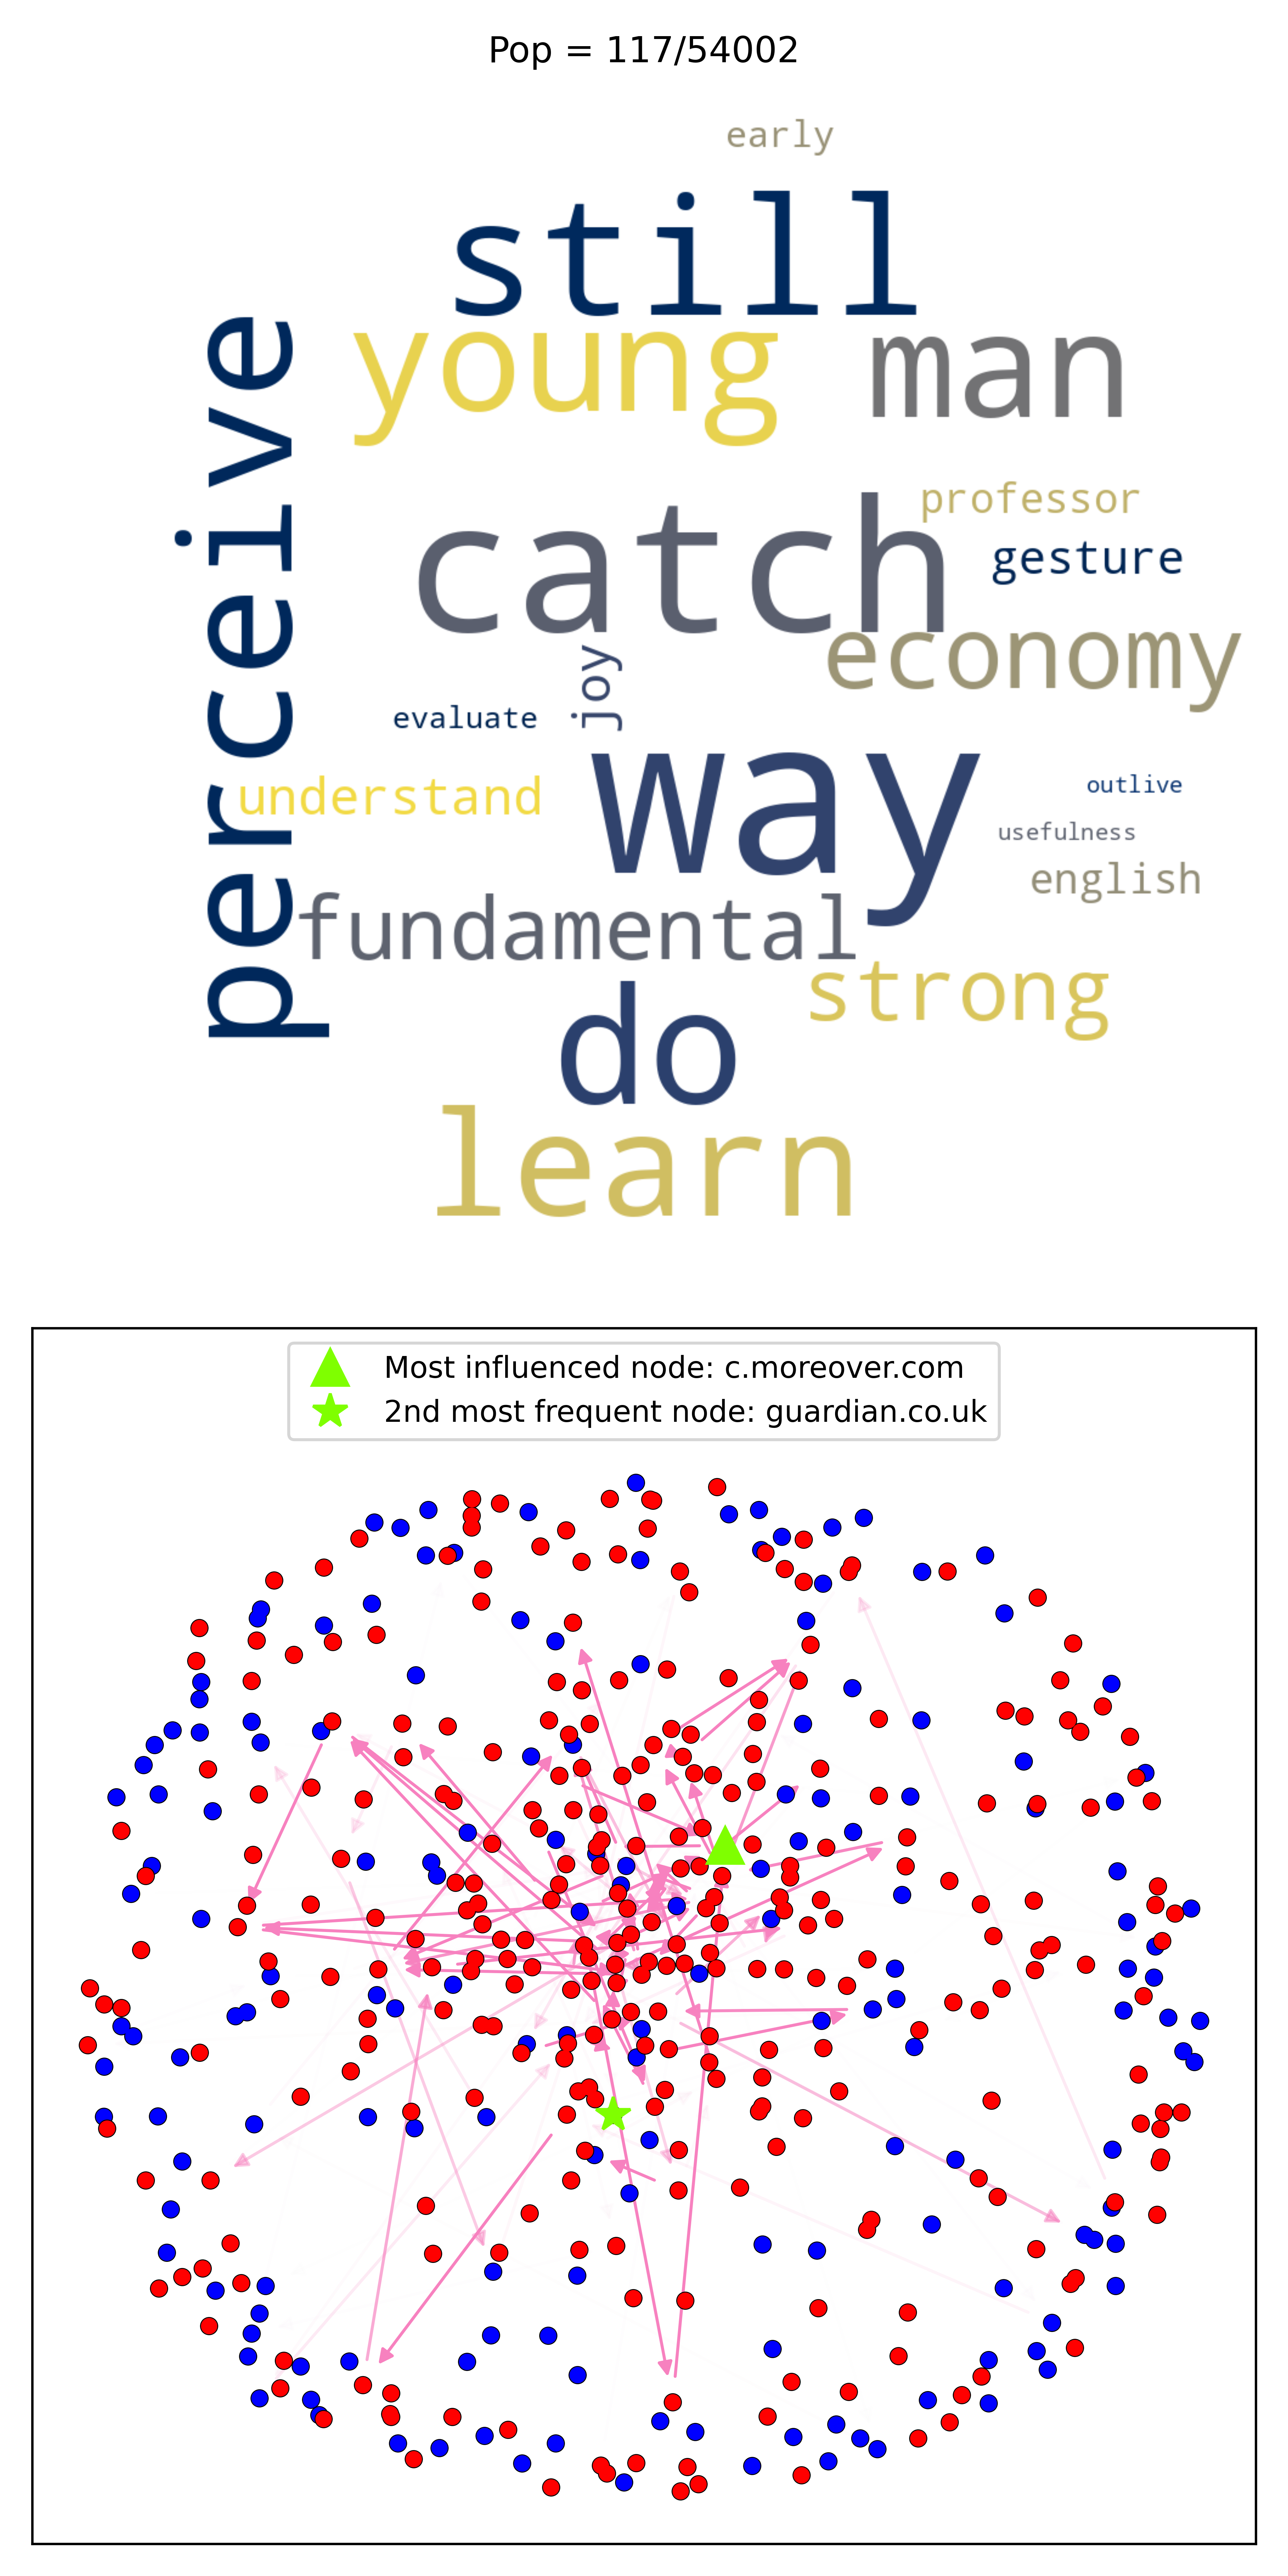 Pop = 117/54002
early
still
young man
perceive
professor
catch
gesture
economy
joy
evaluate
way
understand
outlive
usefulness
english
fundamental
strong
do
learn
Most influenced node: c.moreover.com
2nd most frequent node: guardian.co.uk